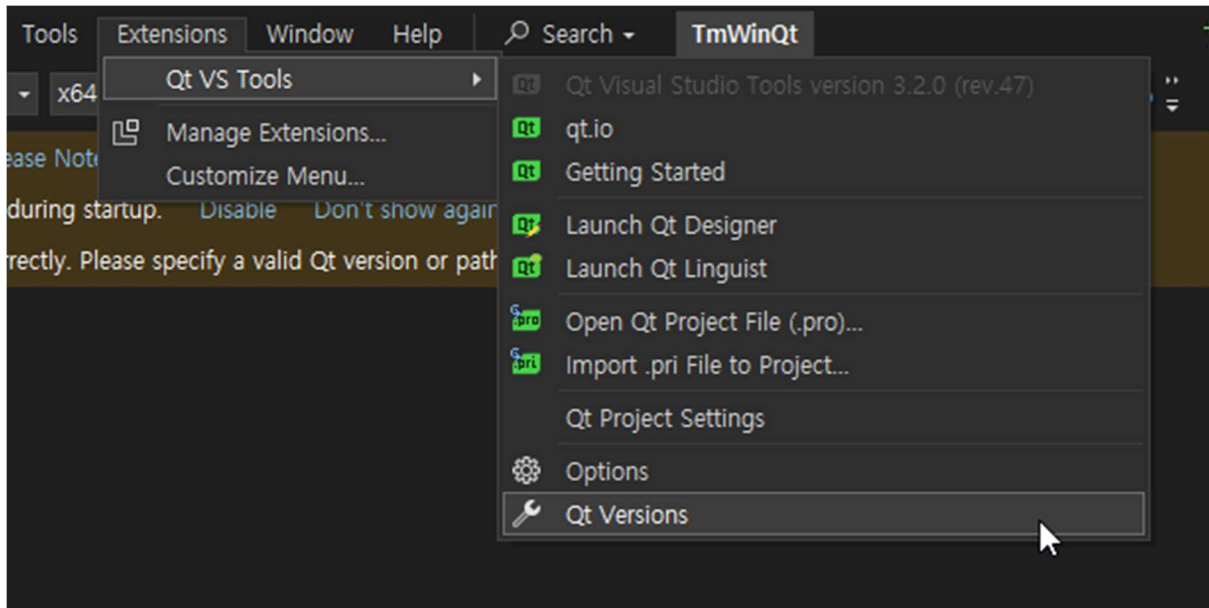 Tools Extensions Window Help Search TmWinQt
x64
Qt VS Tools
Manage Extensions...
Customize Menu...
ease Note
during startup. Disable Don't show again
rrectly. Please specify a valid Qt version or path
Qt Visual Studio Tools version 3.2.0 (rev.47)
qt.io
Getting Started
Launch Qt Designer
Launch Qt Linguist
Open Qt Project File (.pro)...
Import .pri File to Project...
Qt Project Settings
Options
Qt Versions